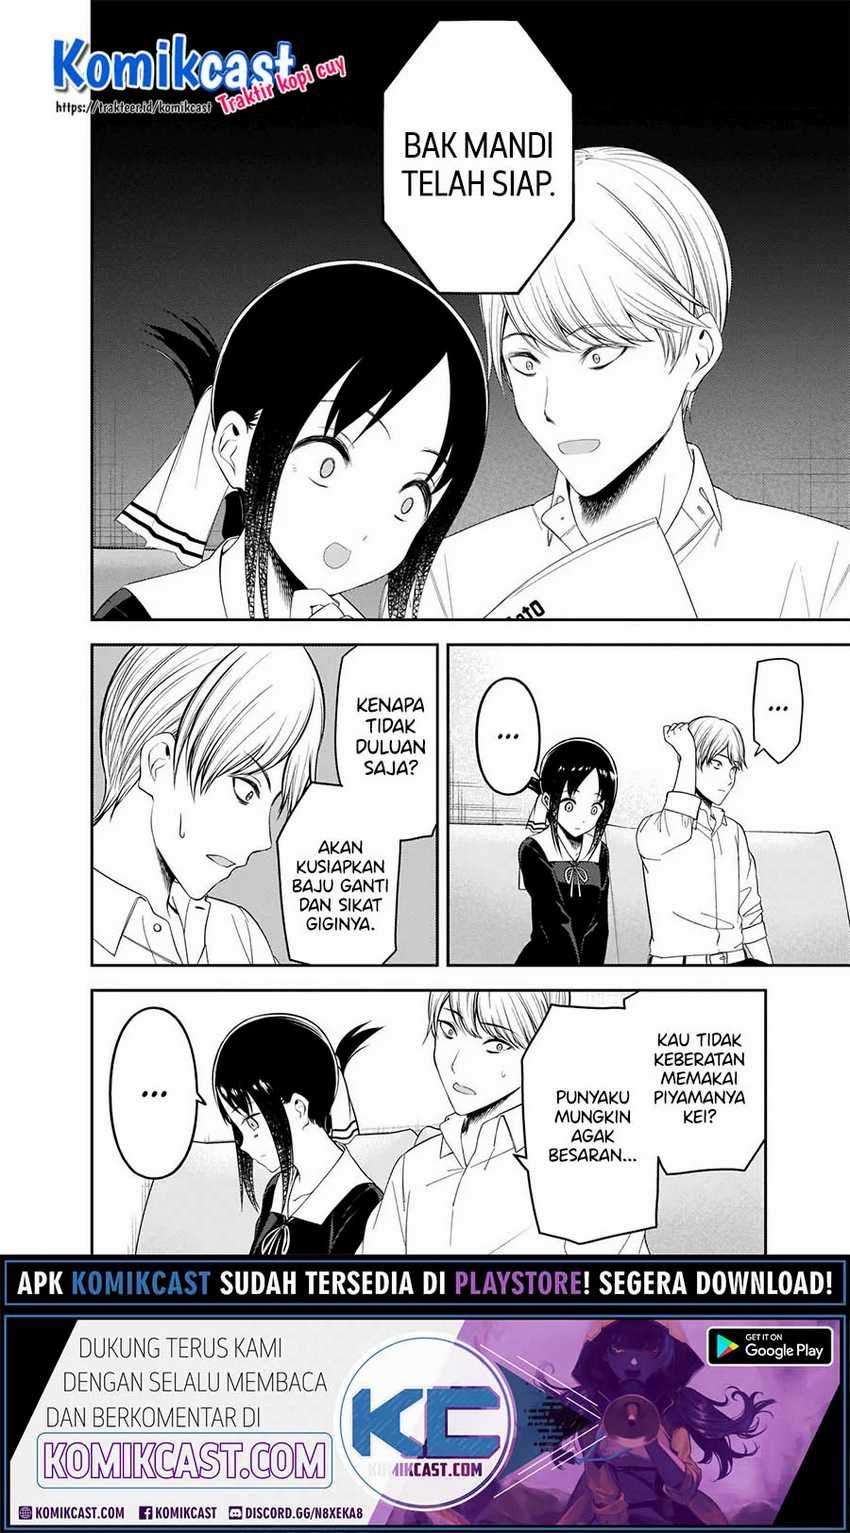 Komikcast
https://trakteer.id/komikcast
Traktir kopi cuy
BAK MANDI
TELAH SIAP.
...
...
KENAPA
TIDAK
DULUAN
SAJA?
AKAN
KUSIAPKAN
BAJU GANTI
DAN SIKAT
GIGINYA.
KAU TIDAK
KEBERATAN
MEMAKAI
PIYAMANYA
KEI?
PUNYAKU
MUNGKIN
AGAK
BESARAN...
...
APK KOMIKCAST SUDAH TERSEDIA DI PLAYSTORE! SEGERA DOWNLOAD!
DUKUNG TERUS KAMI
DENGAN SELALU MEMBACA
DAN BERKOMENTAR DI
KOMIKCAST.COM
KC
KOMIKCAST.COM
GET IT ON
Google Play
KOMIKCAST.COM KOMIKCAST DISCORD.GG/N8XEKA8